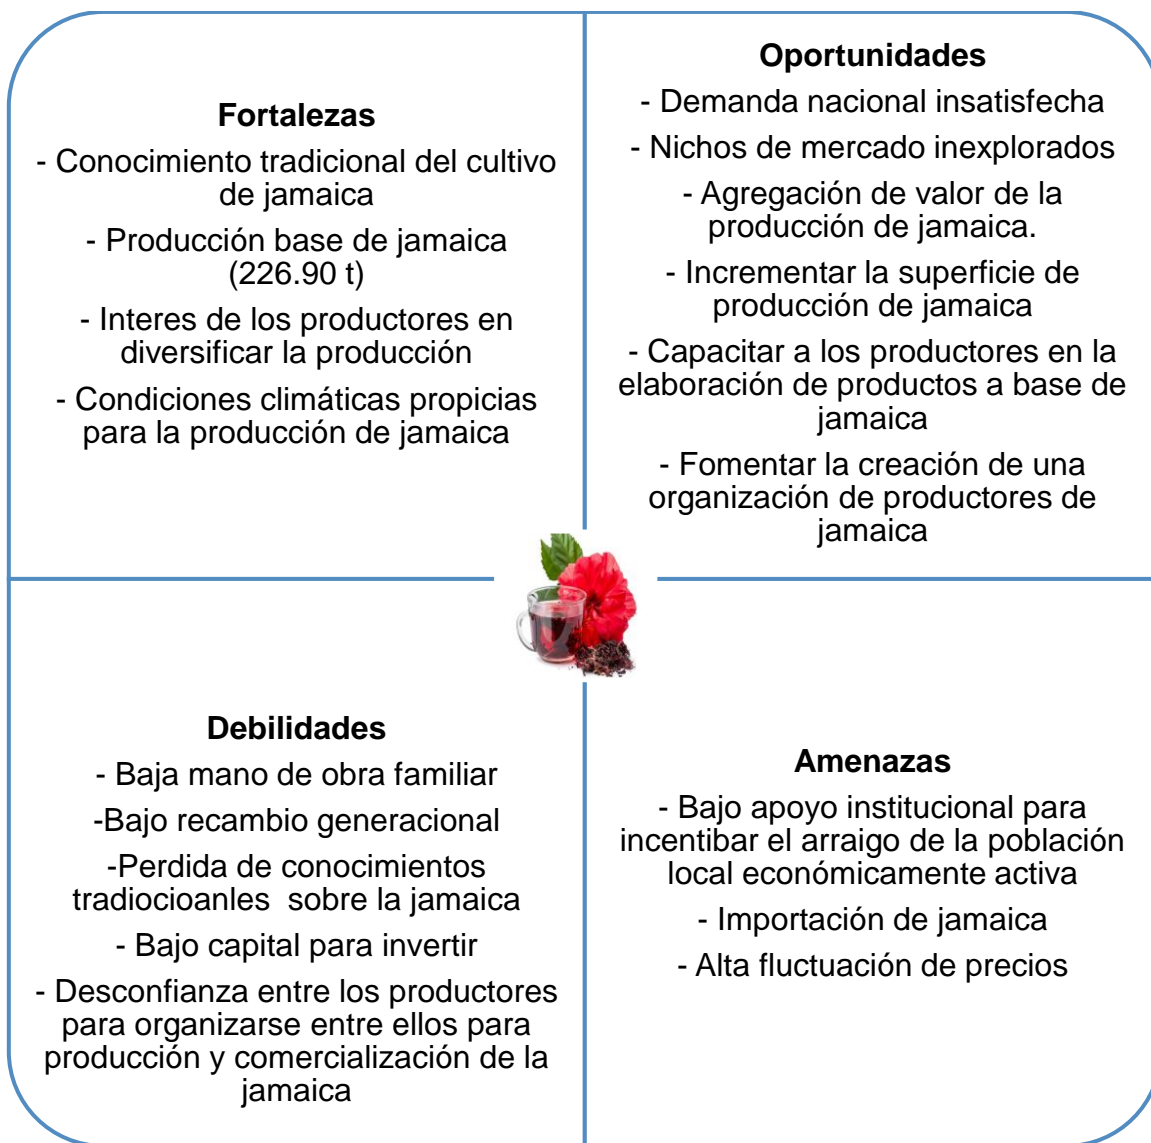 Fortalezas
- Conocimiento tradicional del cultivo
de jamaica
- Producción base de jamaica
(226.90 t)
- Interes de los productores en
diversificar la producción
- Condiciones climáticas propicias
para la producción de jamaica
Oportunidades
- Demanda nacional insatisfecha
- Nichos de mercado inexplorados
- Agregación de valor de la
producción de jamaica.
- Incrementar la superficie de
producción de jamaica
- Capacitar a los productores en la
elaboración de productos a base de
jamaica
- Fomentar la creación de una
organización de productores de
jamaica
Debilidades
- Baja mano de obra familiar
-Bajo recambio generacional
-Perdida de conocimientos
tradiocioanles  sobre la jamaica
- Bajo capital para invertir
- Desconfianza entre los productores
para organizarse entre ellos para
producción y comercialización de la
jamaica
Amenazas
- Bajo apoyo institucional para
incentibar el arraigo de la población
local económicamente activa
- Importación de jamaica
- Alta fluctuación de precios